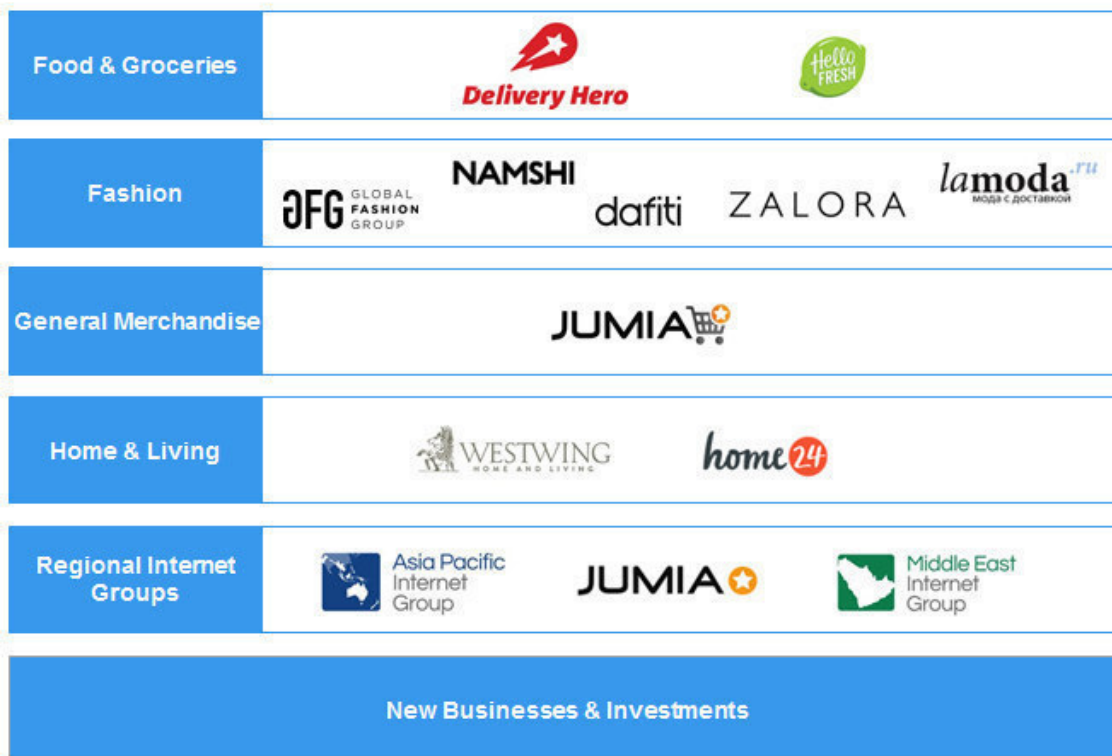 Food & Groceries
Delivery Hero
Hello
FRESH
Fashion
GFG GLOBAL
FASHION
GROUP
NAMSHI
dafiti
ZALORA
lamoda.ru
мода с доставкой
General Merchandise
JUMIA
Home & Living
WESTWING
HOME AND LIVING
home24
Regional Internet
Groups
Asia Pacific
Internet
Group
JUMIA
Middle East
Internet
Group
New Businesses & Investments